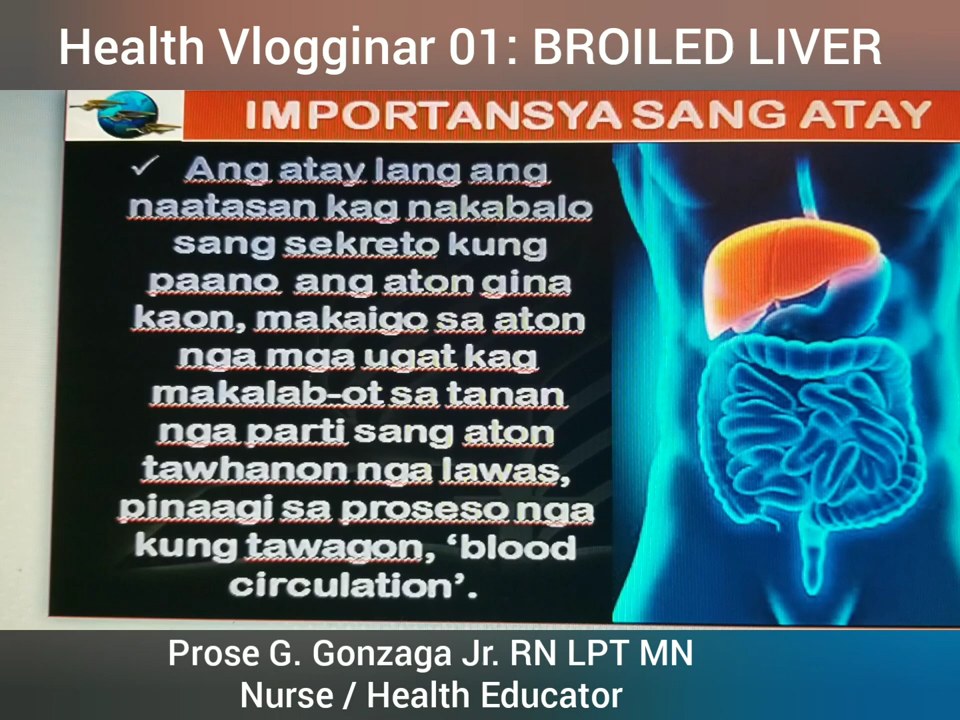 Health Vlogginar 01: BROILED LIVER
IMPORTANSYA SANG ATAY
✓ Ang atay lang ang
naatasan kag nakabalo
sang sekreto kung
paano ang aton gina
kaon, makaigo sa aton
nga mga ugat kag
makalab-ot sa tanan
nga parti sang aton
tawhanon nga lawas,
pinaagi sa proseso nga
kung tawagon, ‘blood
circulation’.
Prose G. Gonzaga Jr. RN LPT MN
Nurse / Health Educator